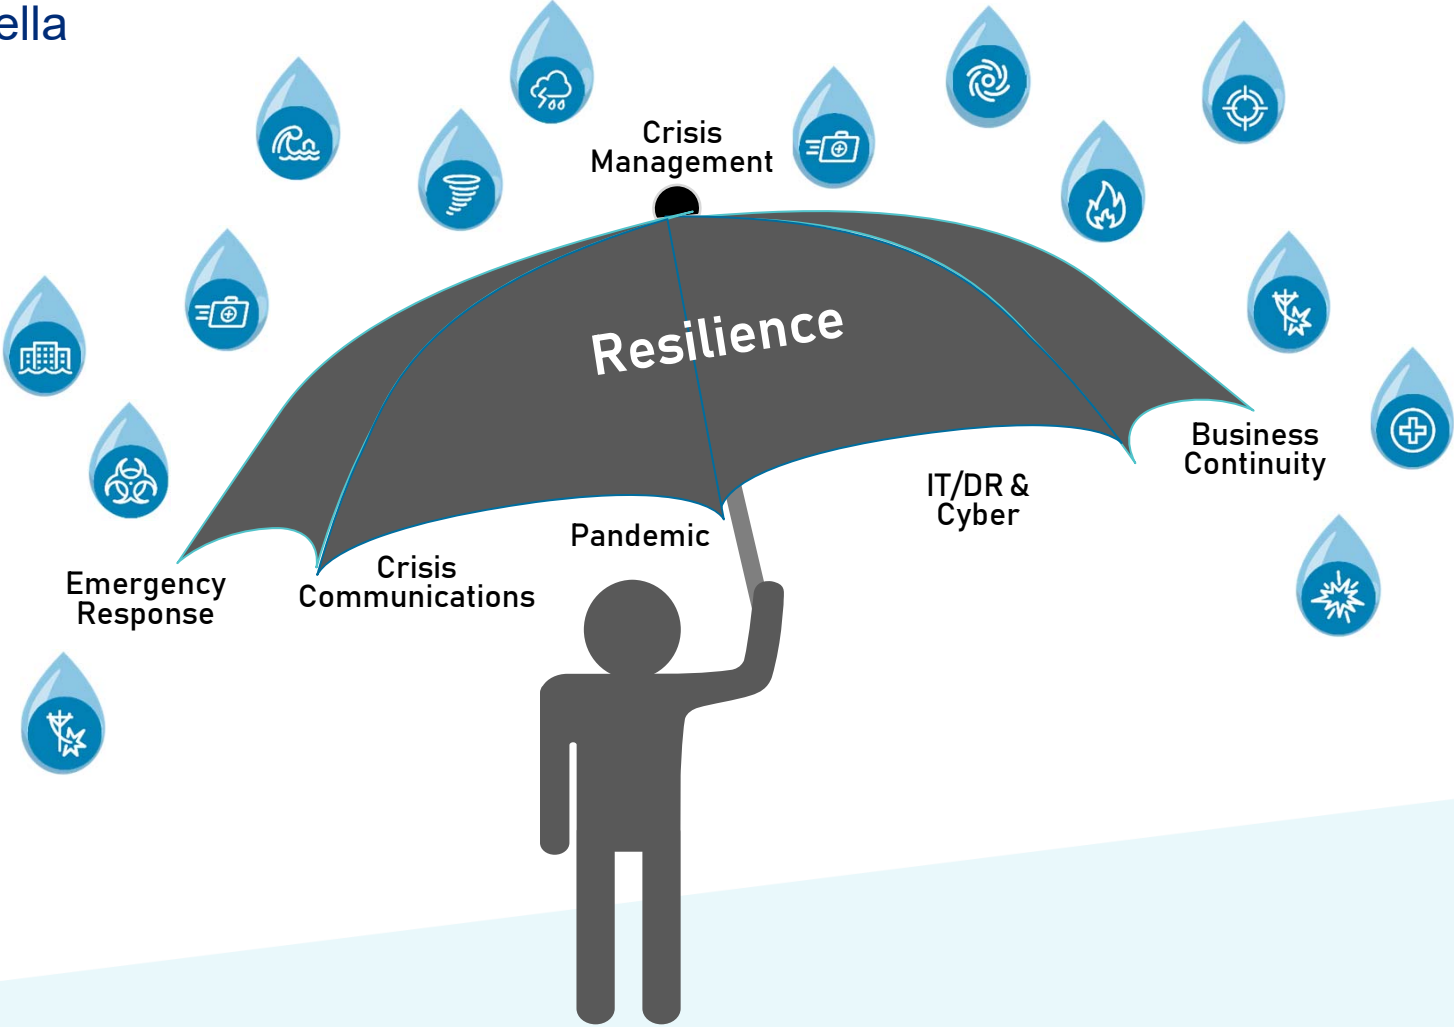 ella
Crisis
Management
Resilience
Business
Continuity
IT/DR &
Cyber
Pandemic
Crisis
Communications
Emergency
Response